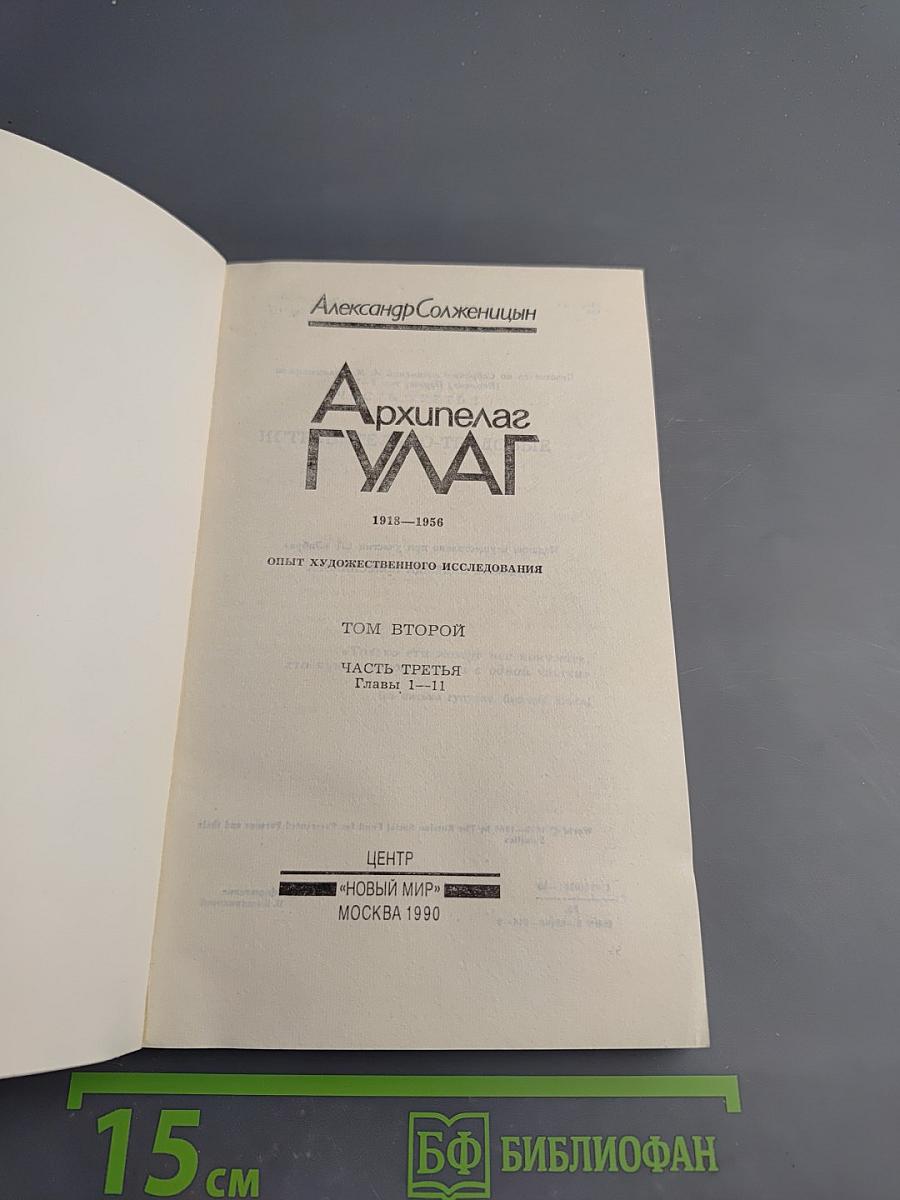 Александр Солженицын
Архипелаг
ГУЛАГ
1918—1956
ОПЫТ ХУДОЖЕСТВЕННОГО ИССЛЕДОВАНИЯ
ТОМ ВТОРОЙ
ЧАСТЬ ТРЕТЬЯ
Главы 1—11
ЦЕНТР
«НОВЫЙ МИР»
МОСКВА 1990
15 СМ
БФ БИБЛИОФАН